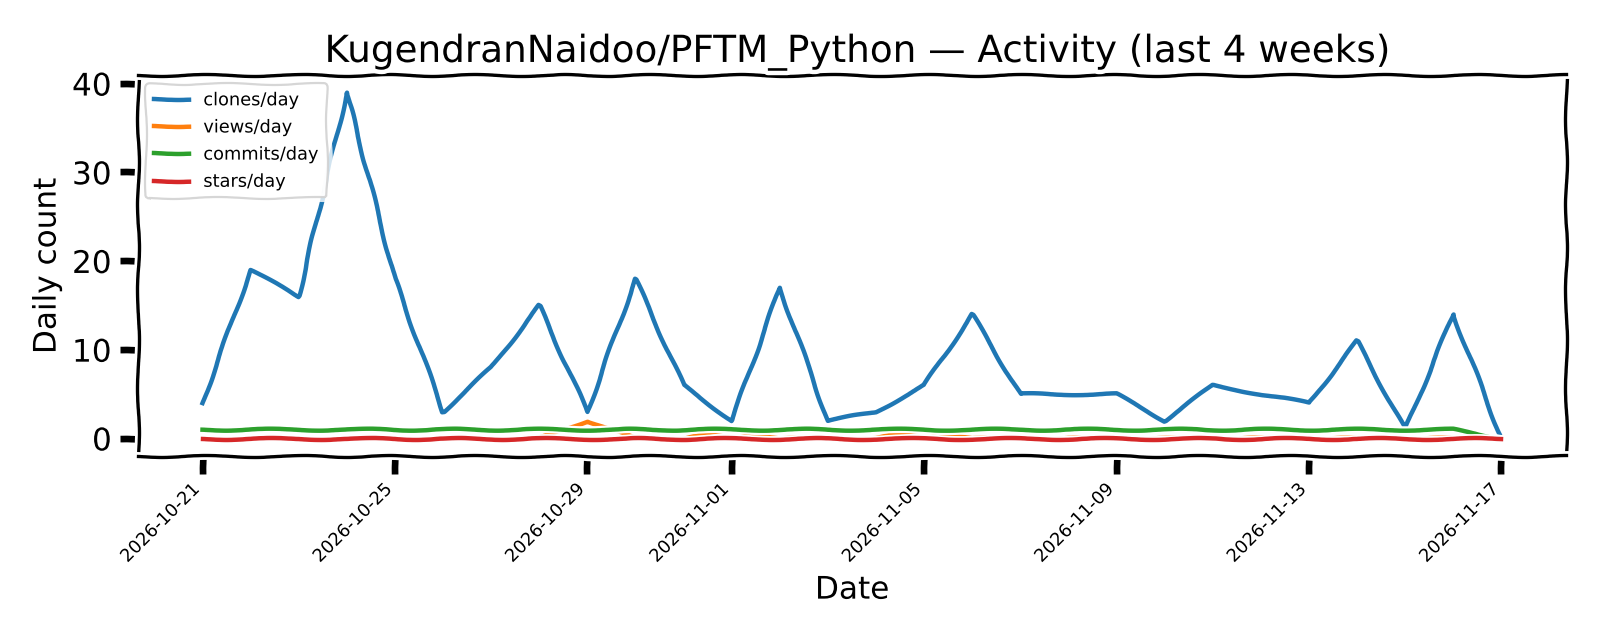 KugendranNaidoo/PFTM_Python — Activity (last 4 weeks)
40
30
20
10
0
Daily count
clones/day
views/day
commits/day
stars/day
2026-10-21
2026-10-25
2026-10-29
2026-11-01
2026-11-05
2026-11-09
2026-11-13
2026-11-17
Date